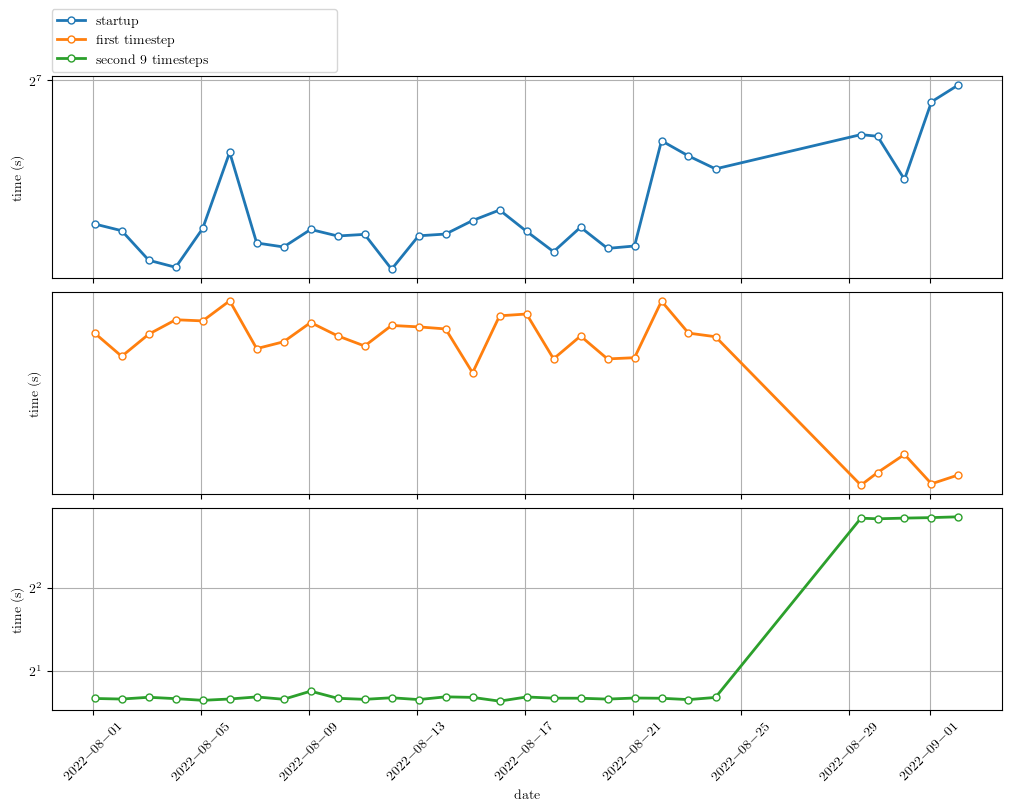 startup
first timestep
second 9 timesteps
2^7
time (s)
time (s)
2^2
2^1
time (s)
2022−08−01
2022−08−05
2022−08−09
2022−08−13
2022−08−17
2022−08−21
2022−08−25
2022−08−29
2022−09−01
date